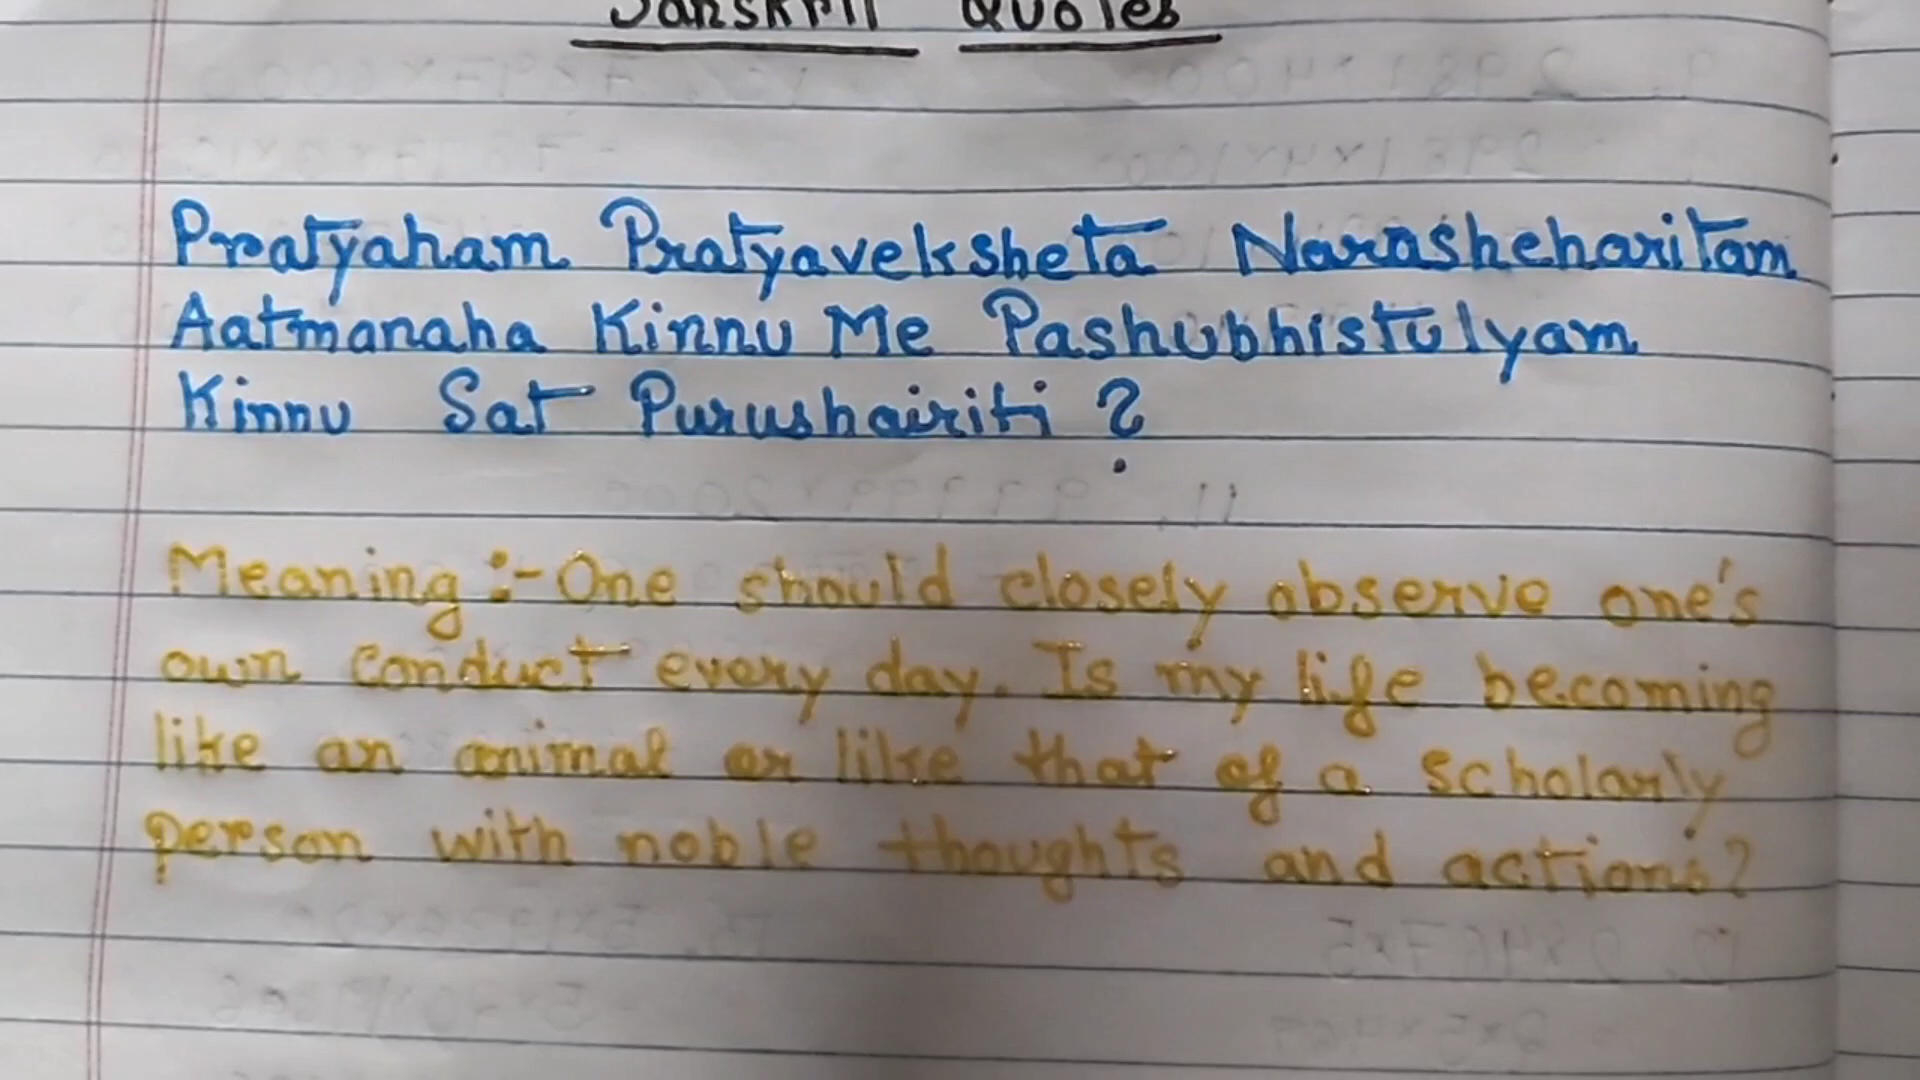 Sanskrit Quotes
Pratyaham Pratyaveksheta Narasheharitam
Aatmanaha Kinnu Me Pashubhistulyam
Kinnu Sat Purushairiti ?
Meaning :- One should closely observe one's
own conduct every day. Is my life becoming
like an animal or like that of a scholarly
person with noble thoughts and actions?